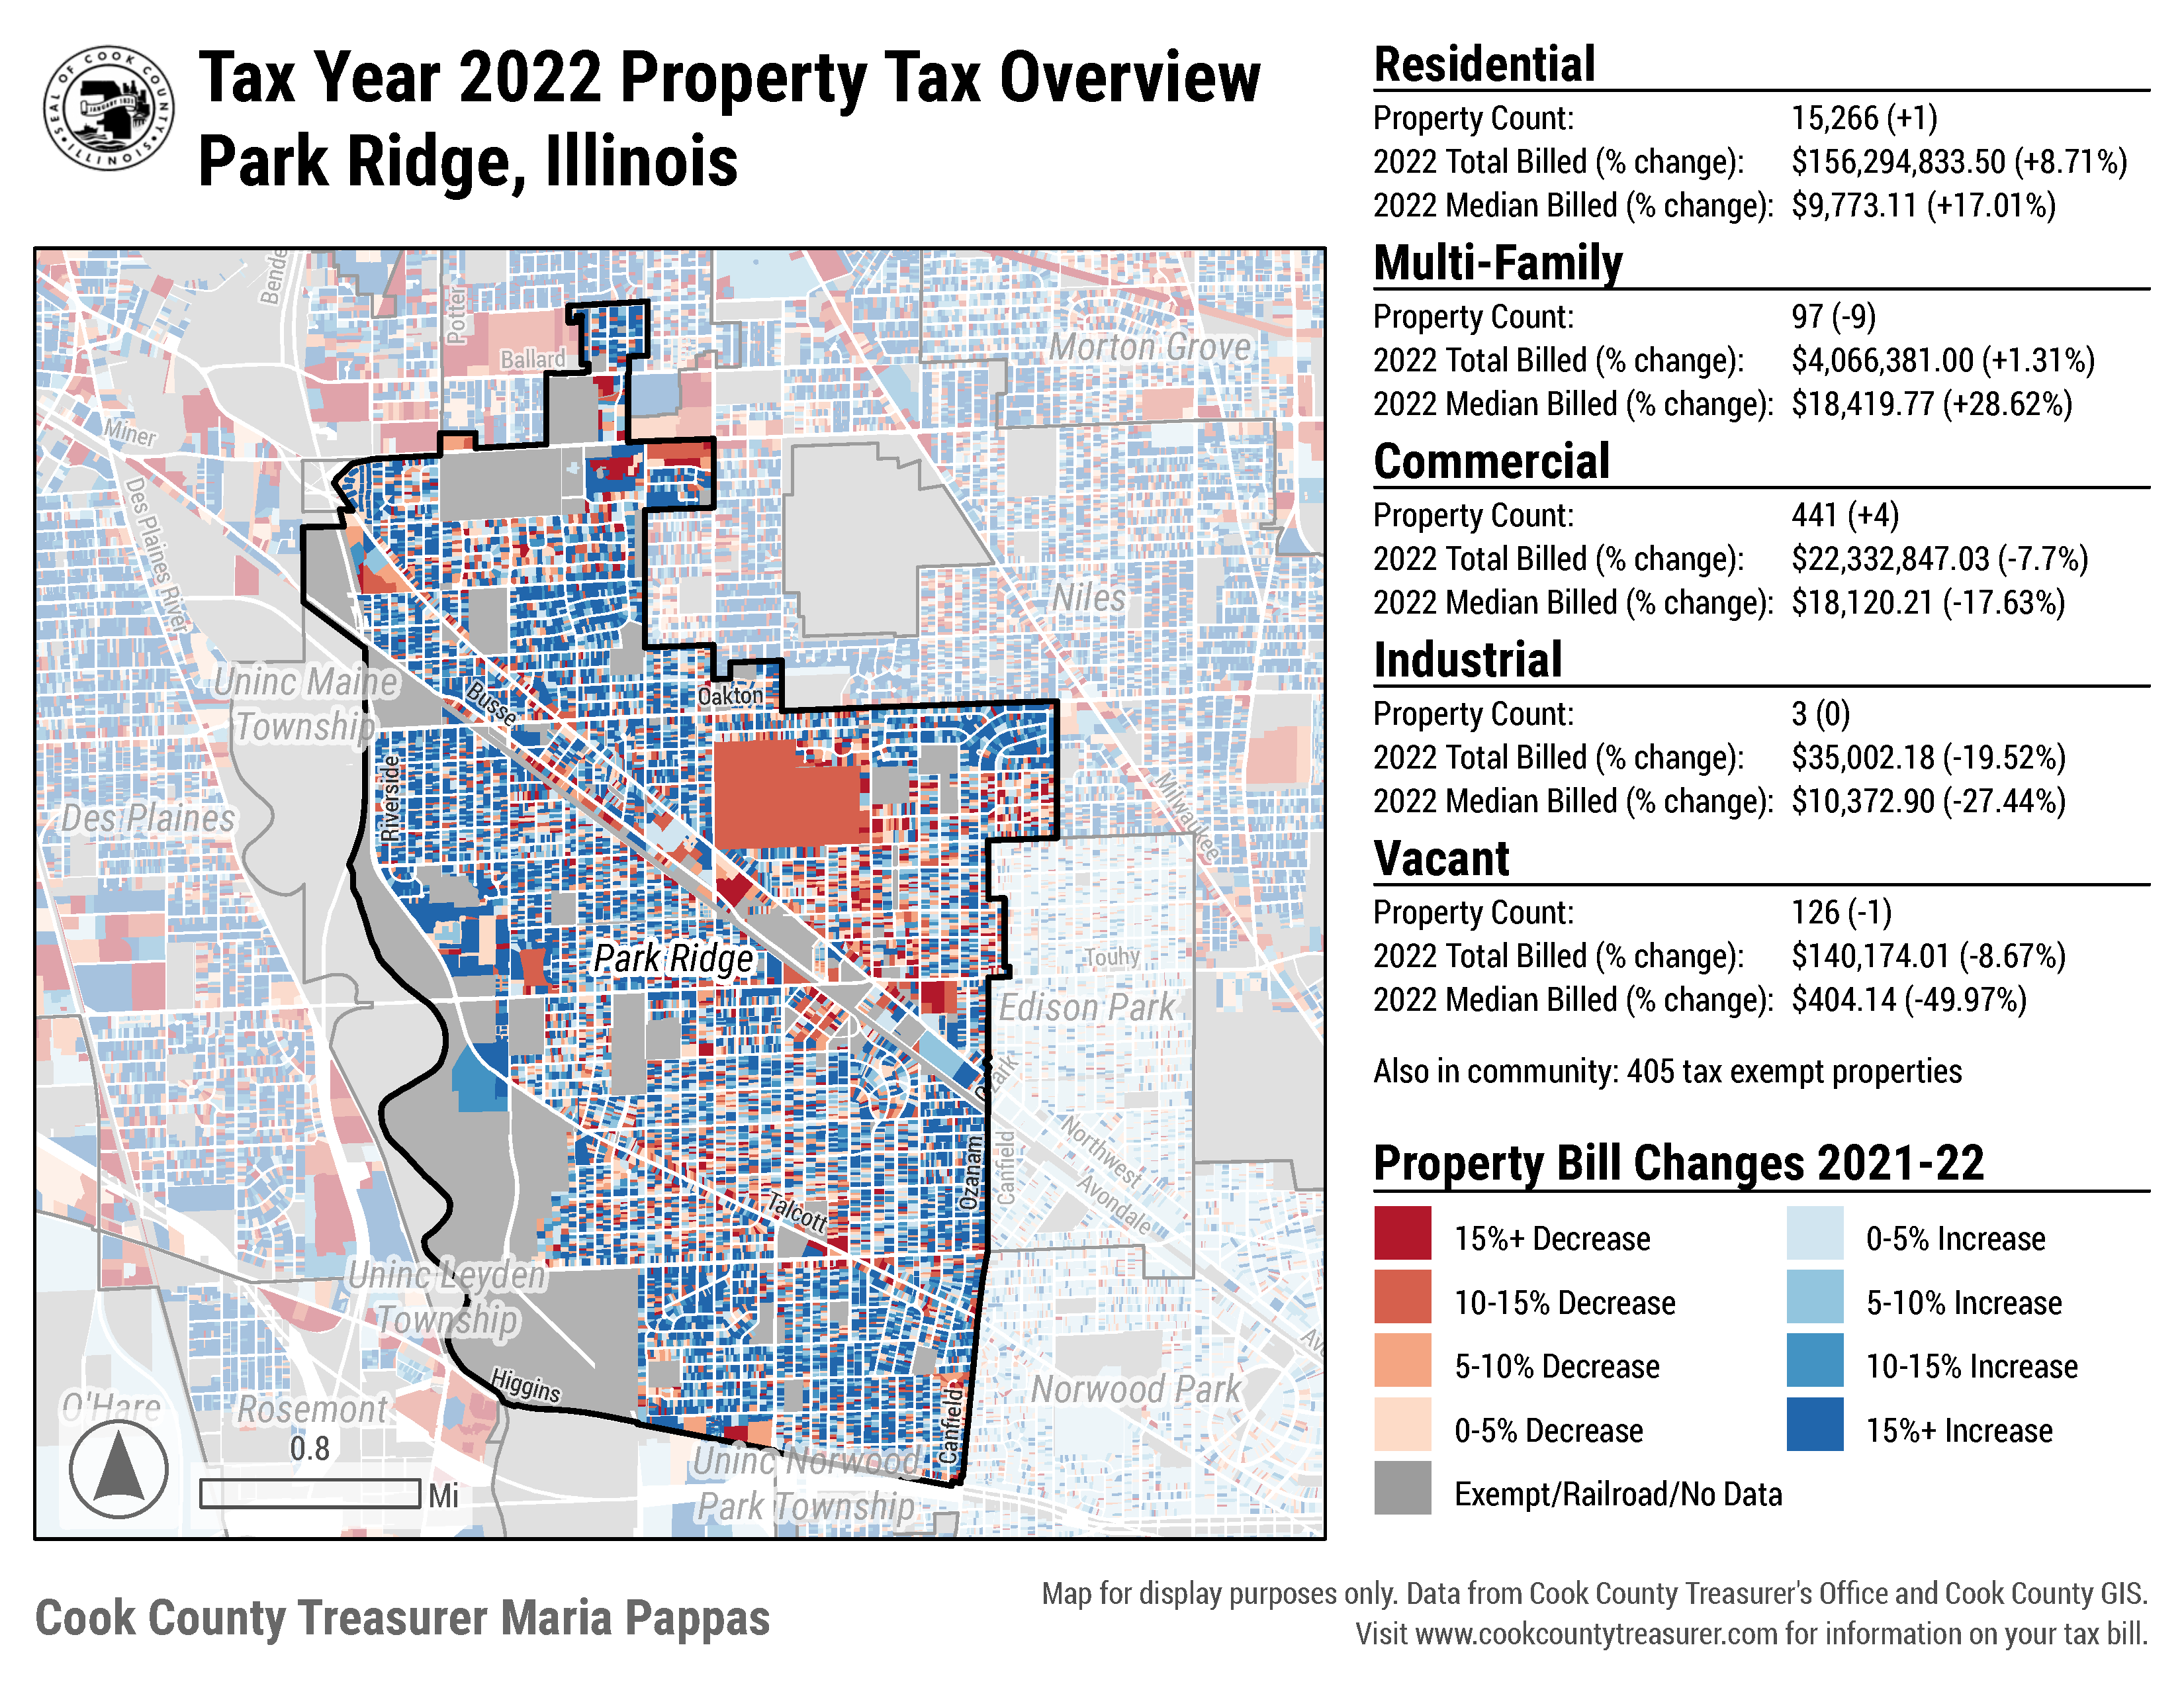 SEAL OF COOK COUNTY
JANUARY 1831
ILLINOIS
Tax Year 2022 Property Tax Overview
Park Ridge, Illinois
Bende
Potter
Ballard
Morton Grove
Miner
Des Plaines River
Niles
Uninc Maine
Township
Busse
Oakton
Riverside
Des Plaines
Milwaukee
Park Ridge
Touhy
Edison Park
Ozark
Northwest
Avondale
Canfield
Ozanam
Talcott
Uninc Leyden
Township
Higgins
Canfield
Norwood Park
O'Hare
Rosemont
Uninc Norwood
Park Township
0.8
Mi
Residential
Property Count: 15,266 (+1)
2022 Total Billed (% change): $156,294,833.50 (+8.71%)
2022 Median Billed (% change): $9,773.11 (+17.01%)
Multi-Family
Property Count: 97 (-9)
2022 Total Billed (% change): $4,066,381.00 (+1.31%)
2022 Median Billed (% change): $18,419.77 (+28.62%)
Commercial
Property Count: 441 (+4)
2022 Total Billed (% change): $22,332,847.03 (-7.7%)
2022 Median Billed (% change): $18,120.21 (-17.63%)
Industrial
Property Count: 3 (0)
2022 Total Billed (% change): $35,002.18 (-19.52%)
2022 Median Billed (% change): $10,372.90 (-27.44%)
Vacant
Property Count: 126 (-1)
2022 Total Billed (% change): $140,174.01 (-8.67%)
2022 Median Billed (% change): $404.14 (-49.97%)
Also in community: 405 tax exempt properties
Property Bill Changes 2021-22
15%+ Decrease
10-15% Decrease
5-10% Decrease
0-5% Decrease
Exempt/Railroad/No Data
0-5% Increase
5-10% Increase
10-15% Increase
15%+ Increase
Cook County Treasurer Maria Pappas
Map for display purposes only. Data from Cook County Treasurer's Office and Cook County GIS.
Visit www.cookcountytreasurer.com for information on your tax bill.